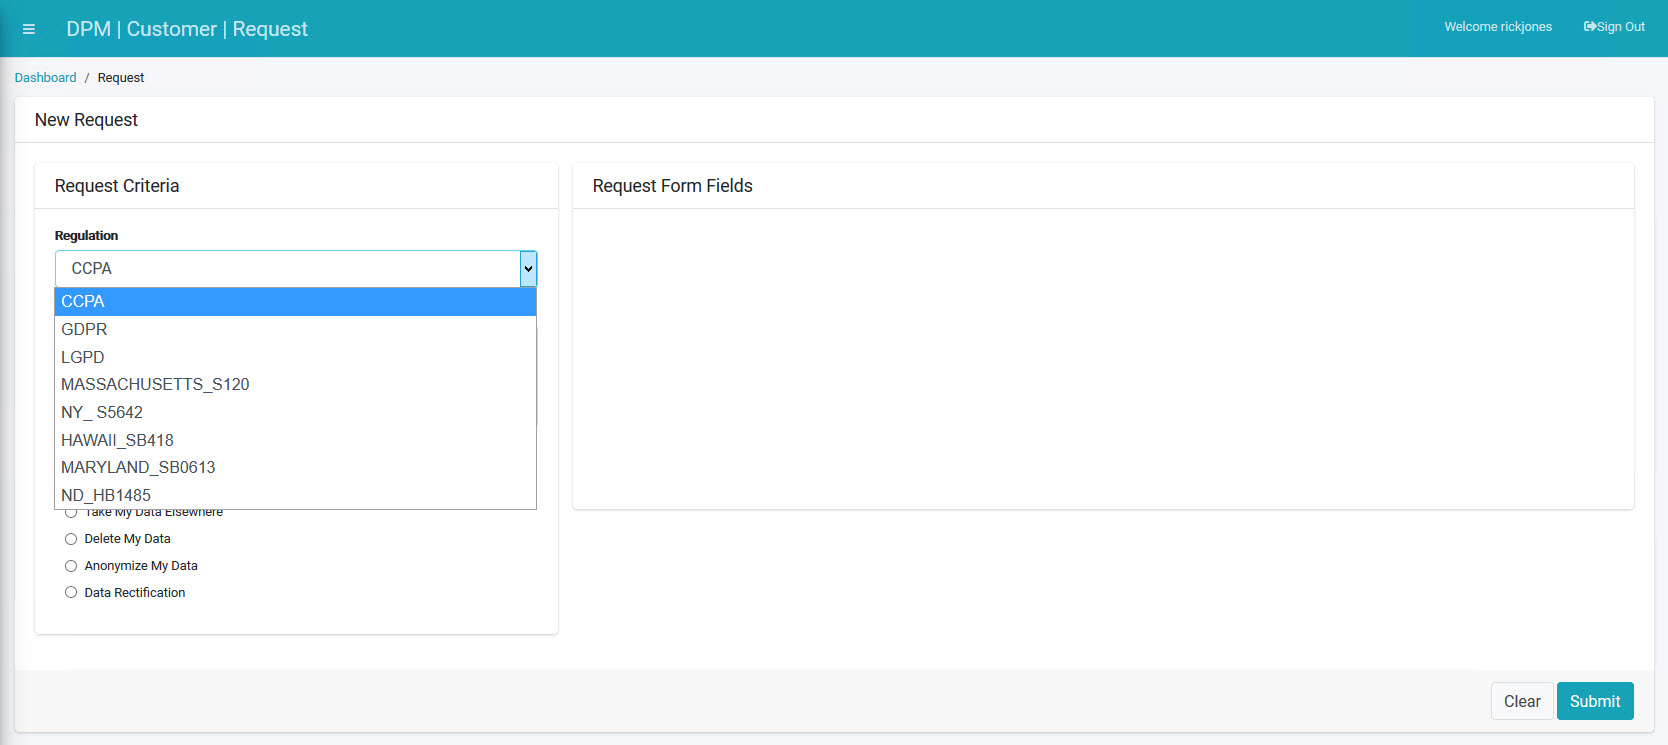 DPM | Customer | Request
Welcome rickjones
Sign Out
Dashboard / Request
New Request
Request Criteria
Request Form Fields
Regulation
CCPA
CCPA
GDPR
LGPD
MASSACHUSETTS_S120
NY_ S5642
HAWAII_SB418
MARYLAND_SB0613
ND_HB1485
Take My Data Elsewhere
Delete My Data
Anonymize My Data
Data Rectification
Clear
Submit